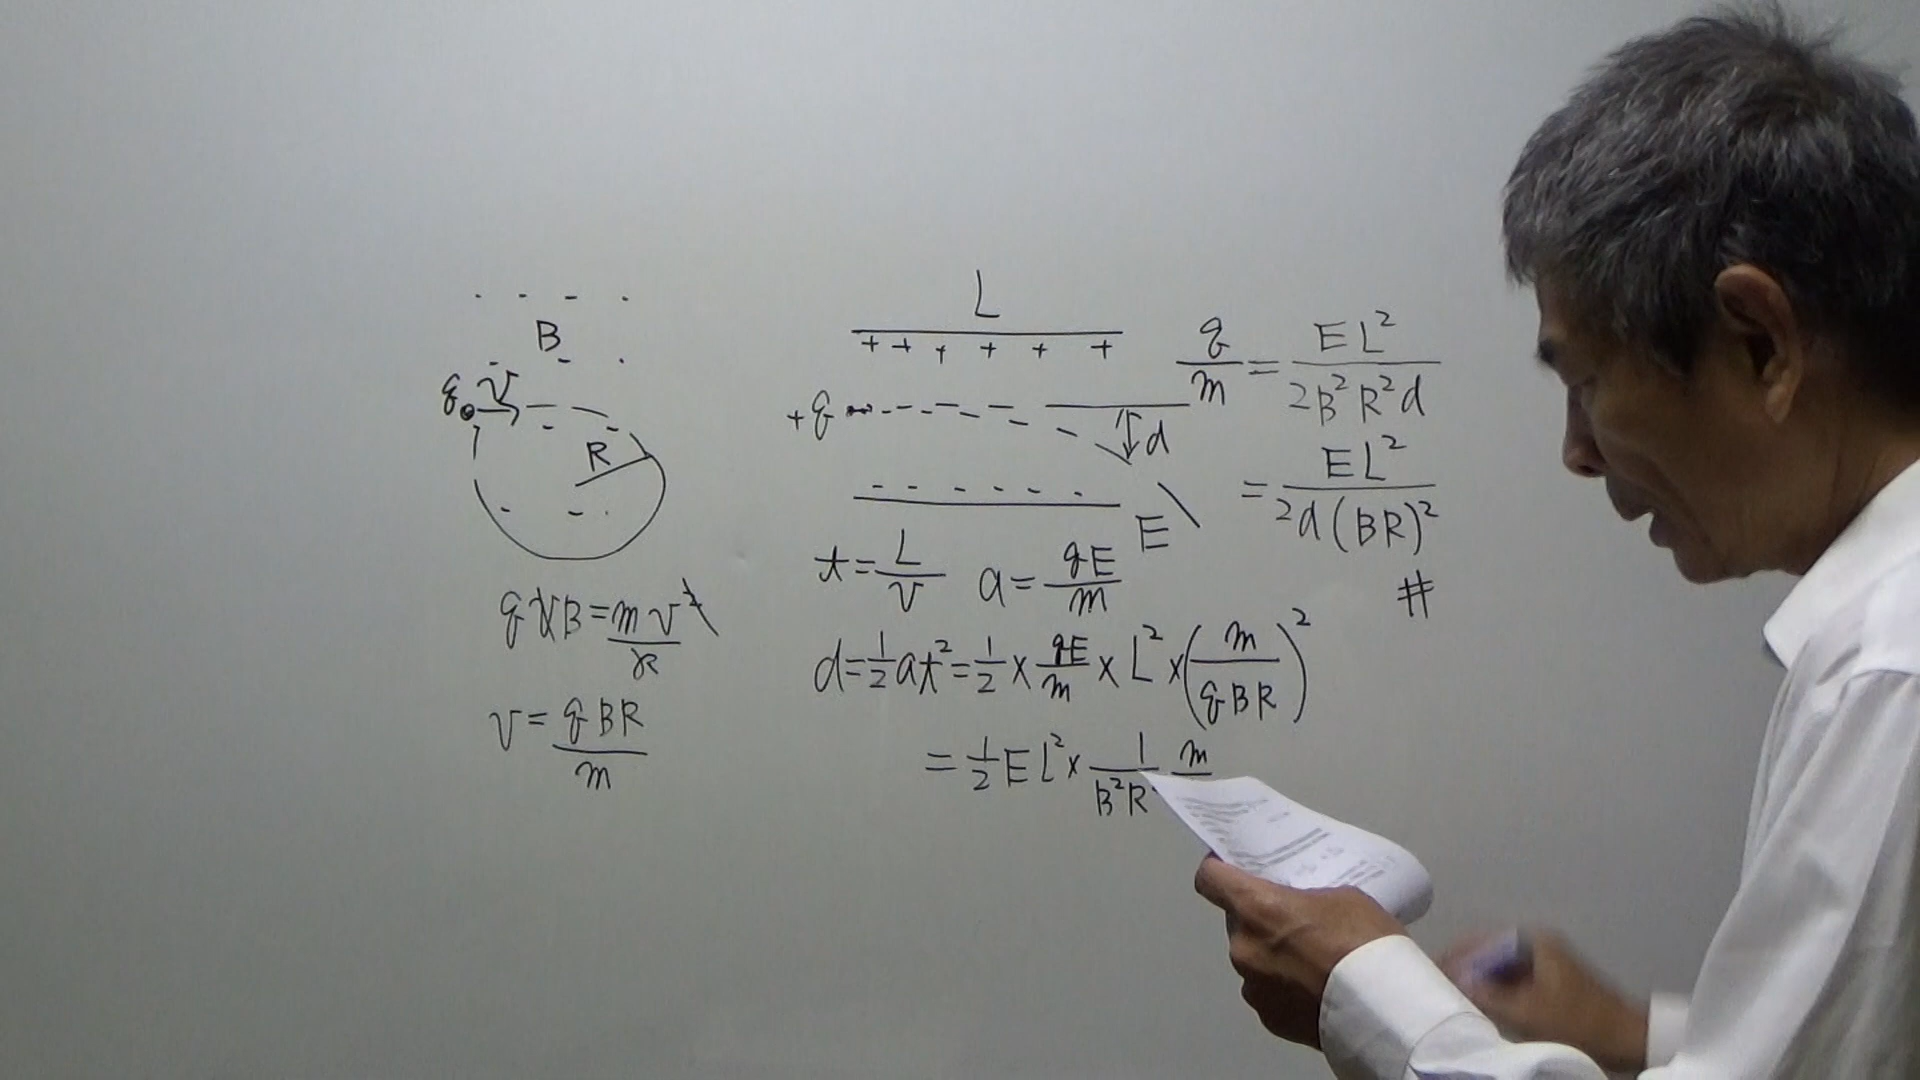 B
q v
R
qvB = mv²/R
v = qBR/m
L
+ + + + + +
+q
d
- - - - - -
E
t = L/v a = qE/m
d = 1/2 at² = 1/2 × qE/m × L² × (m/qBR)²
= 1/2 EL² × 1/B²R m
q/m = EL²/2B²R²d
= EL²/2d(BR)²
#